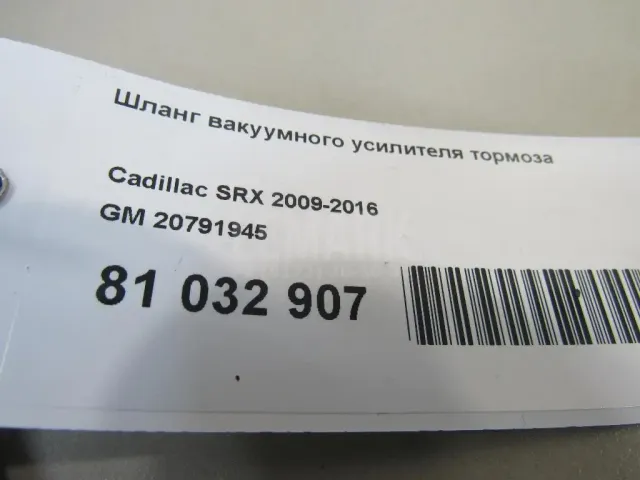 Шланг вакуумного усилителя тормоза
Cadillac SRX 2009-2016
GM 20791945
81 032 907